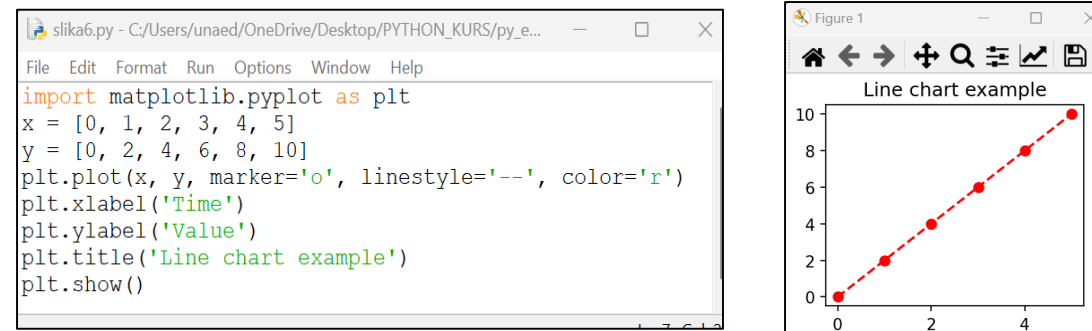 slika6.py - C:/Users/unaed/OneDrive/Desktop/PYTHON_KURS/py_e...
File Edit Format Run Options Window Help
import matplotlib.pyplot as plt
x = [0, 1, 2, 3, 4, 5]
y = [0, 2, 4, 6, 8, 10]
plt.plot(x, y, marker='o', linestyle='--', color='r')
plt.xlabel('Time')
plt.ylabel('Value')
plt.title('Line chart example')
plt.show()
Figure 1
Line chart example
10
8
6
4
2
0
0 2 4